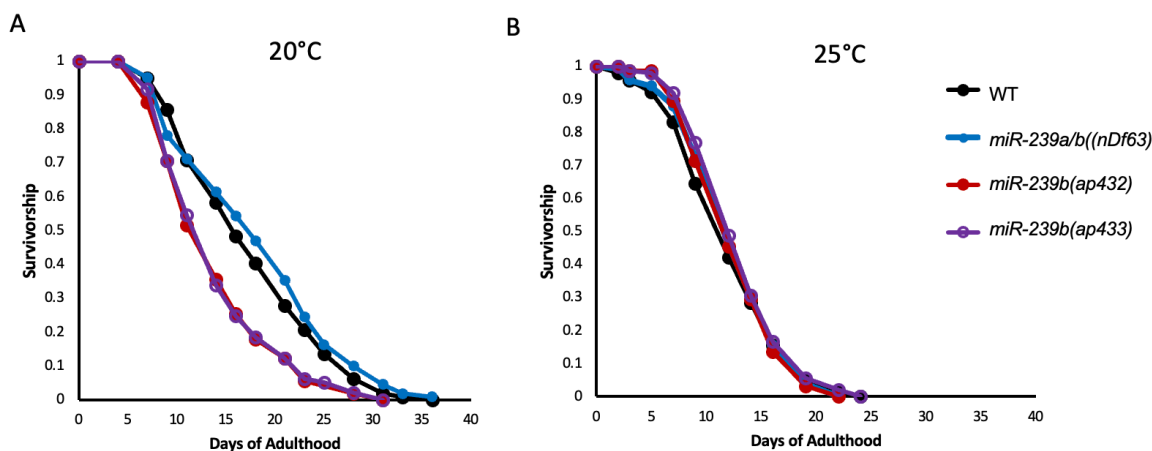 A
20°C
1
0.9
0.8
0.7
0.6
0.5
0.4
0.3
0.2
0.1
0
Survivorship
0 5 10 15 20 25 30 35 40
Days of Adulthood
B
25°C
1
0.9
0.8
0.7
0.6
0.5
0.4
0.3
0.2
0.1
0
Survivorship
0 5 10 15 20 25 30 35 40
Days of Adulthood
WT
miR-239a/b((nDf63)
miR-239b(ap432)
miR-239b(ap433)